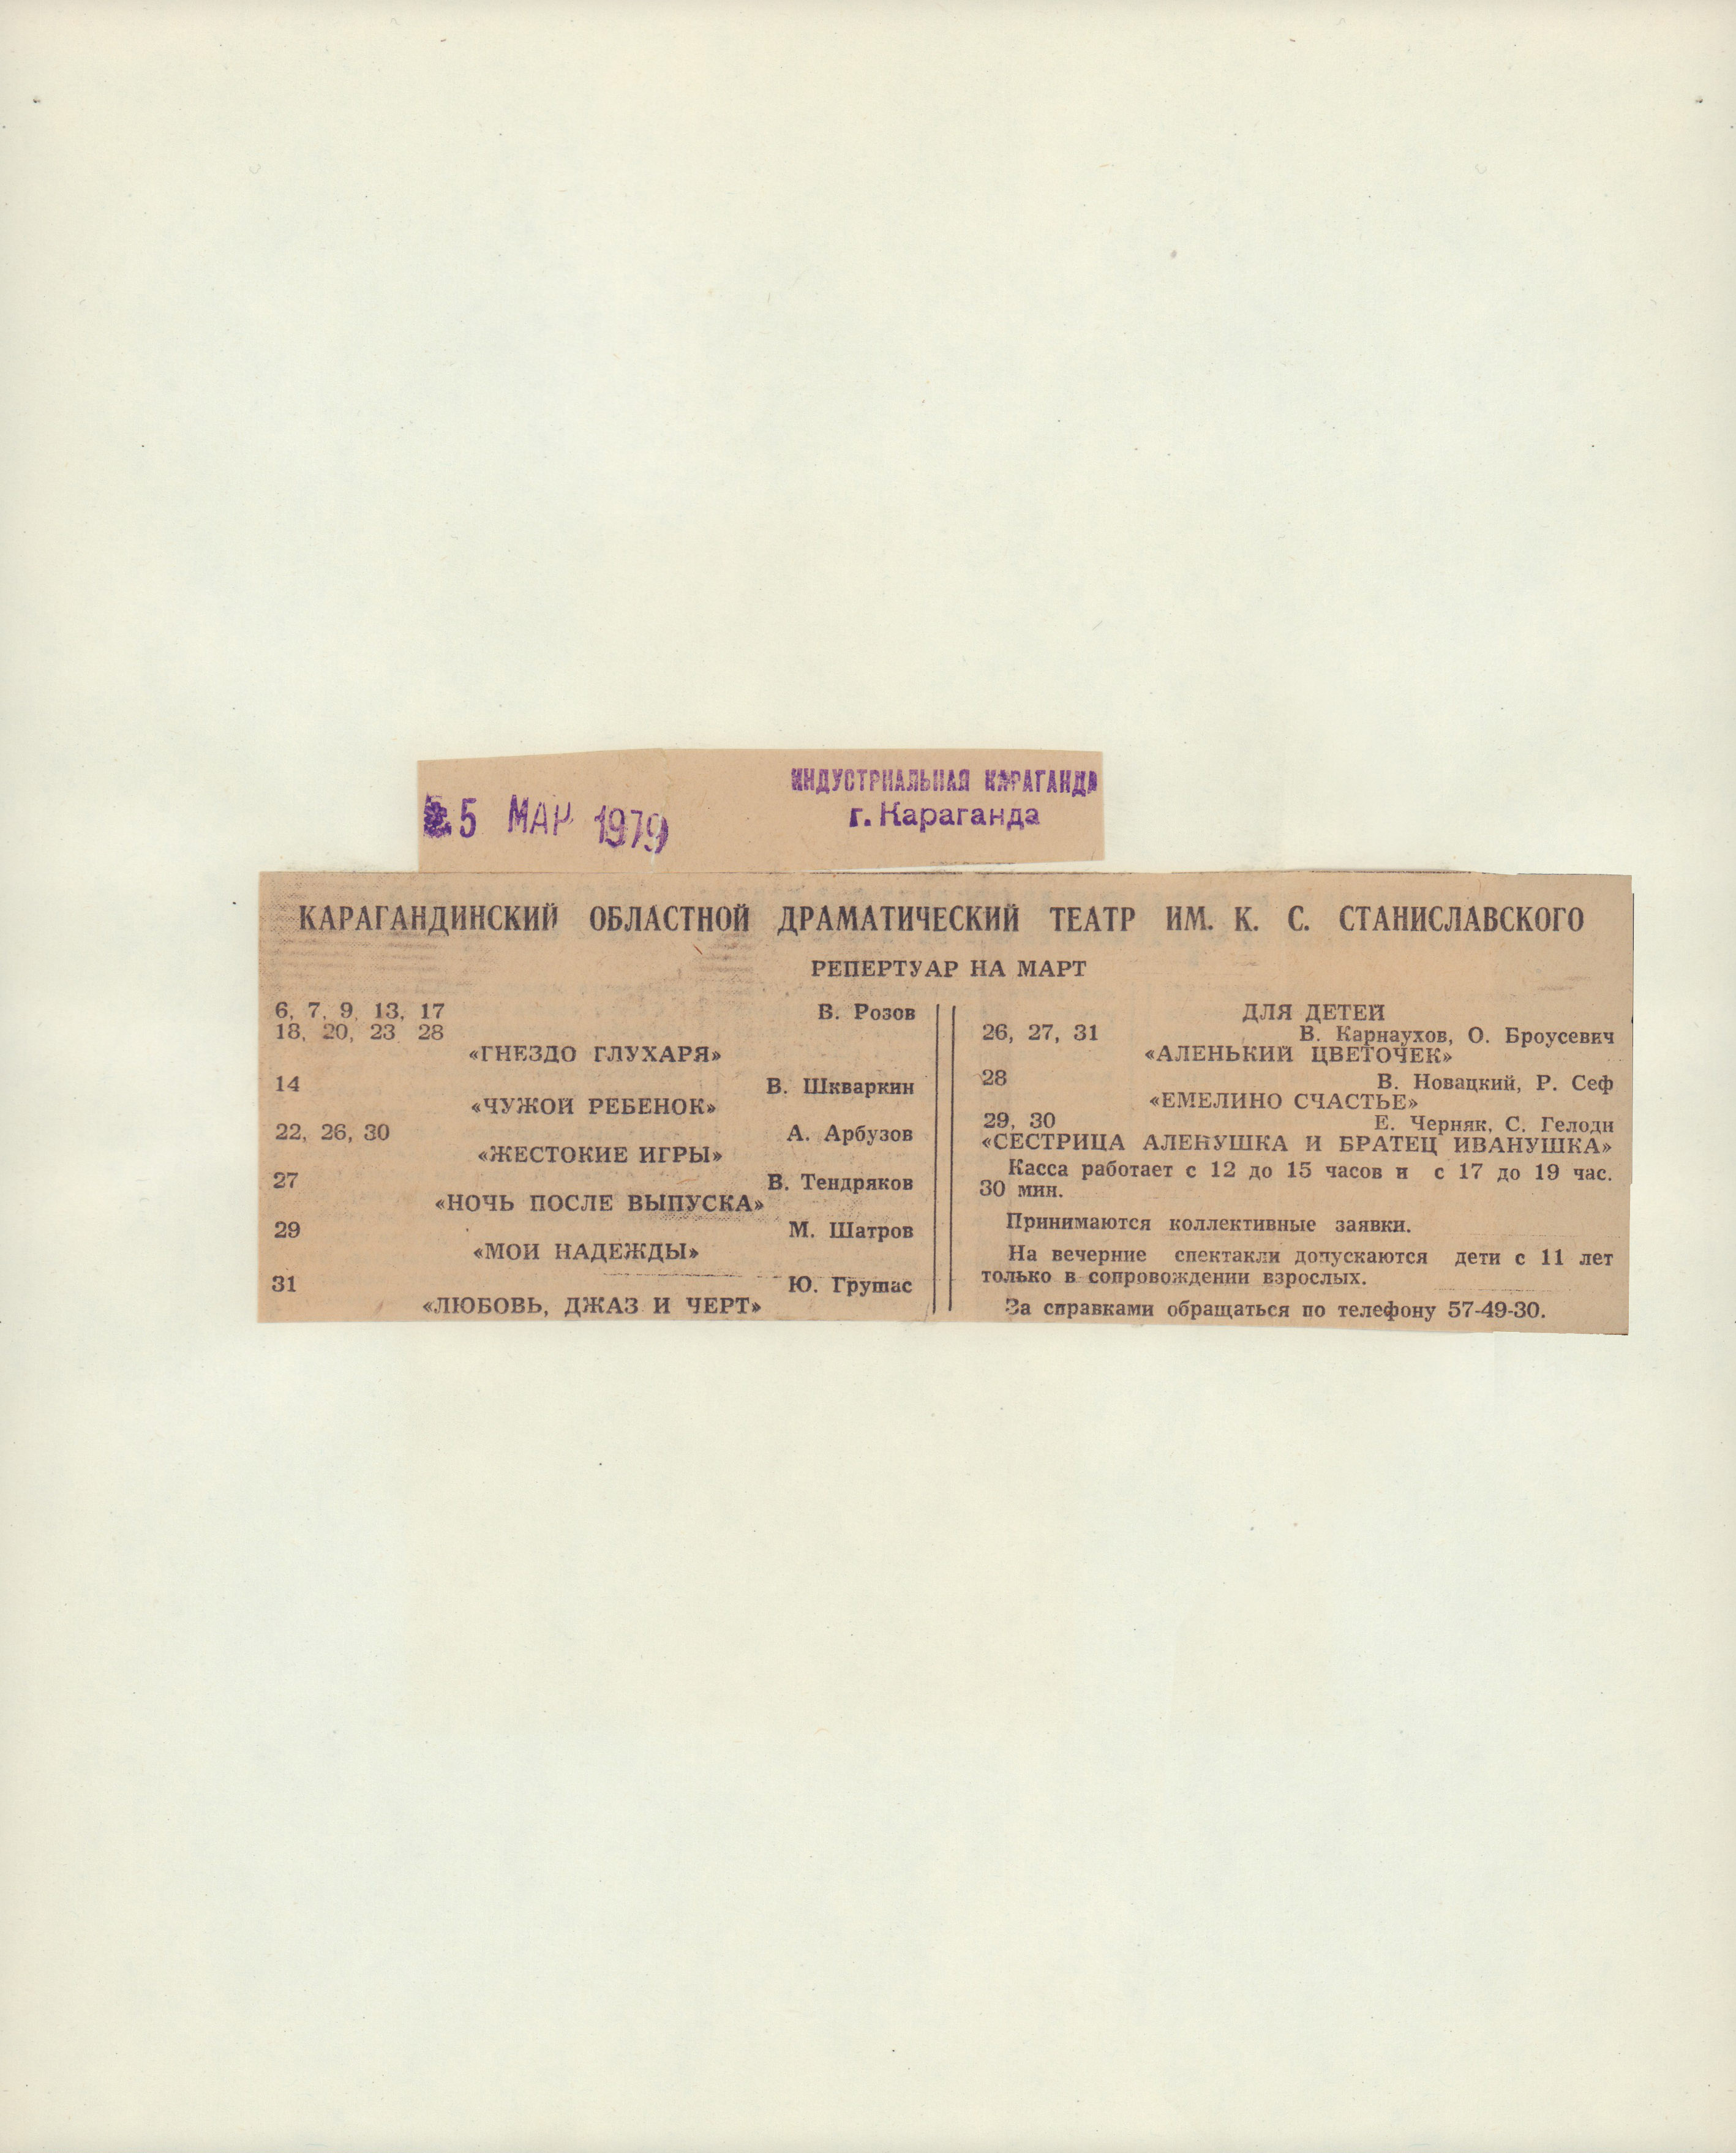 5 МАР 1979
ИНДУСТРИАЛЬНАЯ КАРАГАНДА
г. Караганда
КАРАГАНДИНСКИЙ ОБЛАСТНОЙ ДРАМАТИЧЕСКИЙ ТЕАТР ИМ. К. С. СТАНИСЛАВСКОГО
РЕПЕРТУАР НА МАРТ
6, 7, 9, 13, 17 В. Розов
18, 20, 23 28
«ГНЕЗДО ГЛУХАРЯ»
14 В. Шкваркин
«ЧУЖОЙ РЕБЕНОК»
22, 26, 30 А. Арбузов
«ЖЕСТОКИЕ ИГРЫ»
27 В. Тендряков
«НОЧЬ ПОСЛЕ ВЫПУСКА»
29 М. Шатров
«МОИ НАДЕЖДЫ»
31 Ю. Грушас
«ЛЮБОВЬ, ДЖАЗ И ЧЕРТ»
ДЛЯ ДЕТЕЙ
26, 27, 31 В. Карнаухов, О. Броусевич
«АЛЕНЬКИЙ ЦВЕТОЧЕК»
28 В. Новацкий, Р. Сеф
«ЕМЕЛИНО СЧАСТЬЕ»
29, 30 Е. Черняк, С. Гелоди
«СЕСТРИЦА АЛЕНУШКА И БРАТЕЦ ИВАНУШКА»
Касса работает с 12 до 15 часов и с 17 до 19 час.
30 мин.
Принимаются коллективные заявки.
На вечерние спектакли допускаются дети с 11 лет
только в сопровождении взрослых.
За справками обращаться по телефону 57-49-30.